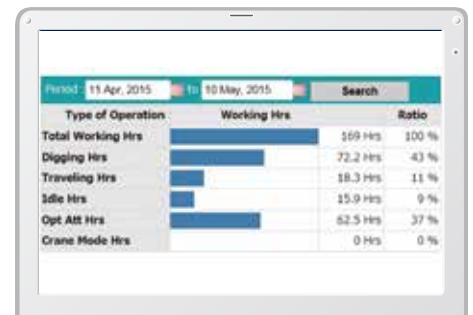 Period : 11 Apr, 2015 to 10 May, 2015 Search
Type of Operation Working Hrs Ratio
Total Working Hrs 169 Hrs 100 %
Digging Hrs 72.2 Hrs 43 %
Traveling Hrs 18.3 Hrs 11 %
Idle Hrs 15.9 Hrs 9 %
Opt Att Hrs 62.5 Hrs 37 %
Crane Mode Hrs 0 Hrs 0 %